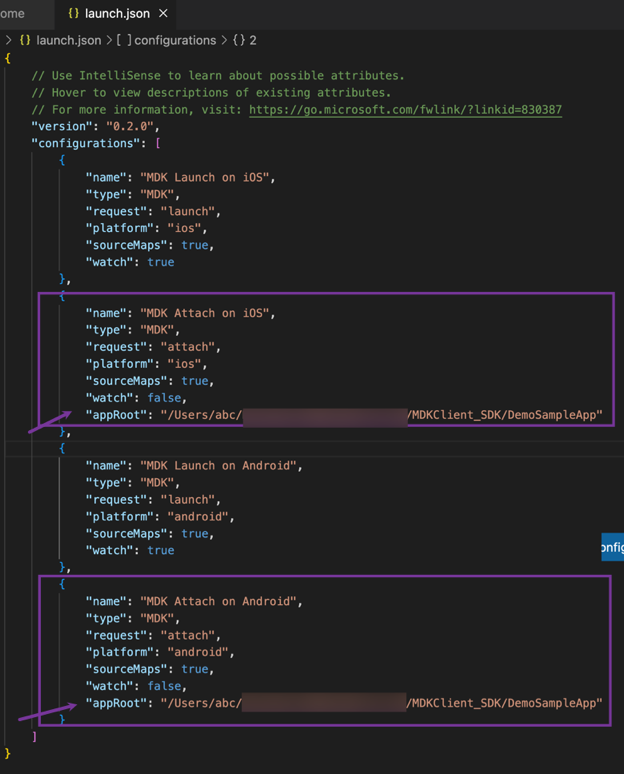 ome
{} launch.json ×
> {} launch.json > [ ] configurations > {} 2
{
// Use IntelliSense to learn about possible attributes.
// Hover to view descriptions of existing attributes.
// For more information, visit: https://go.microsoft.com/fwlink/?linkid=830387
"version": "0.2.0",
"configurations": [
{
"name": "MDK Launch on iOS",
"type": "MDK",
"request": "launch",
"platform": "ios",
"sourceMaps": true,
"watch": true
},
{
"name": "MDK Attach on iOS",
"type": "MDK",
"request": "attach",
"platform": "ios",
"sourceMaps": true,
"watch": false,
"appRoot": "/Users/abc/ /MDKClient_SDK/DemoSampleApp"
},
{
"name": "MDK Launch on Android",
"type": "MDK",
"request": "launch",
"platform": "android",
"sourceMaps": true,
"watch": true
},
onfig
{
"name": "MDK Attach on Android",
"type": "MDK",
"request": "attach",
"platform": "android",
"sourceMaps": true,
"watch": false,
"appRoot": "/Users/abc/ /MDKClient_SDK/DemoSampleApp"
}
]
}